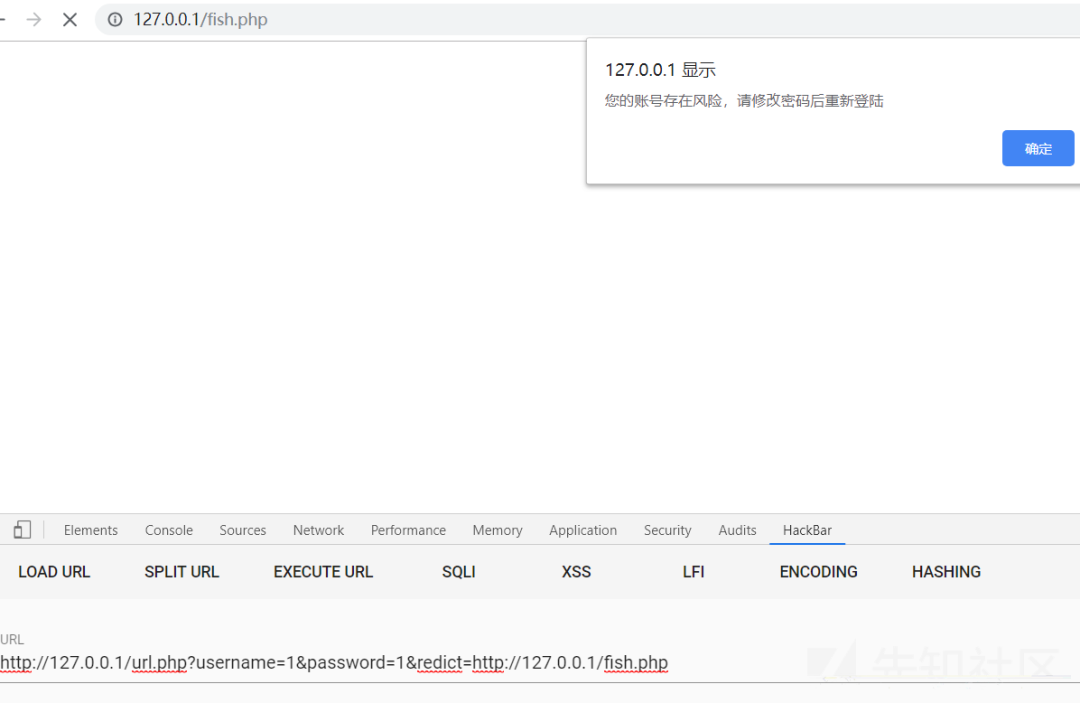 127.0.0.1/fish.php
127.0.0.1 显示
您的账号存在风险，请修改密码后重新登陆
确定
Elements Console Sources Network Performance Memory Application Security Audits HackBar
LOAD URL SPLIT URL EXECUTE URL SQLI XSS LFI ENCODING HASHING
URL
http://127.0.0.1/url.php?username=1&password=1&redict=http://127.0.0.1/fish.php
先知社区